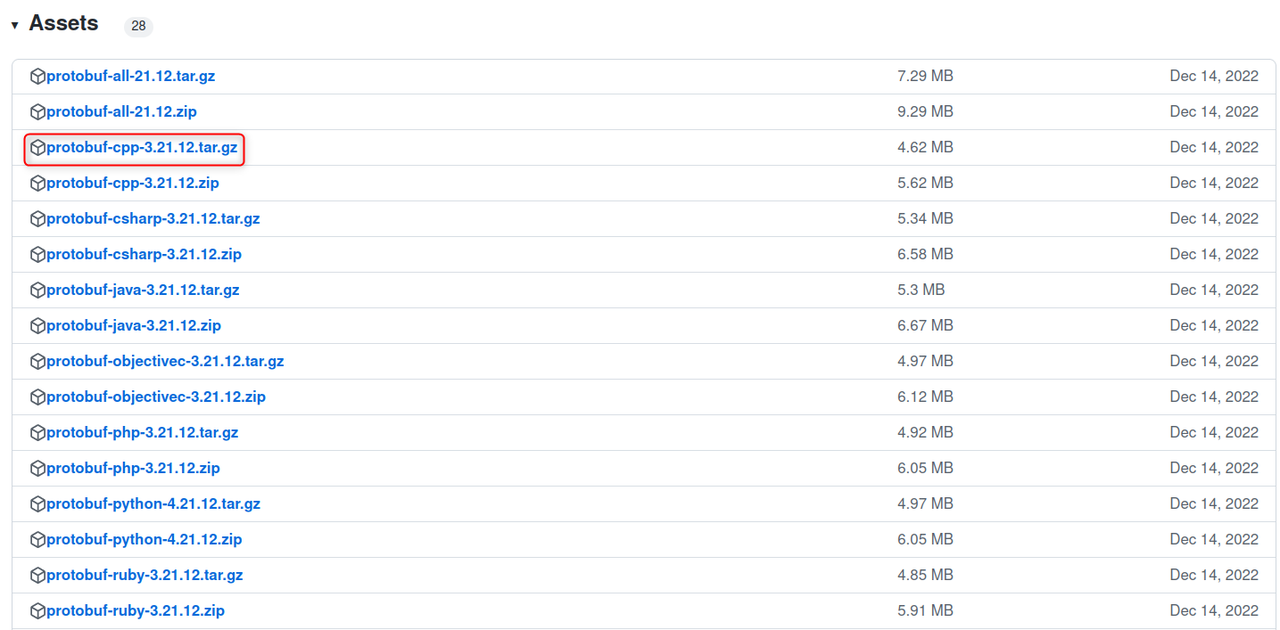 ▾ Assets 28
protobuf-all-21.12.tar.gz 7.29 MB Dec 14, 2022
protobuf-all-21.12.zip 9.29 MB Dec 14, 2022
protobuf-cpp-3.21.12.tar.gz 4.62 MB Dec 14, 2022
protobuf-cpp-3.21.12.zip 5.62 MB Dec 14, 2022
protobuf-csharp-3.21.12.tar.gz 5.34 MB Dec 14, 2022
protobuf-csharp-3.21.12.zip 6.58 MB Dec 14, 2022
protobuf-java-3.21.12.tar.gz 5.3 MB Dec 14, 2022
protobuf-java-3.21.12.zip 6.67 MB Dec 14, 2022
protobuf-objectivec-3.21.12.tar.gz 4.97 MB Dec 14, 2022
protobuf-objectivec-3.21.12.zip 6.12 MB Dec 14, 2022
protobuf-php-3.21.12.tar.gz 4.92 MB Dec 14, 2022
protobuf-php-3.21.12.zip 6.05 MB Dec 14, 2022
protobuf-python-4.21.12.tar.gz 4.97 MB Dec 14, 2022
protobuf-python-4.21.12.zip 6.05 MB Dec 14, 2022
protobuf-ruby-3.21.12.tar.gz 4.85 MB Dec 14, 2022
protobuf-ruby-3.21.12.zip 5.91 MB Dec 14, 2022